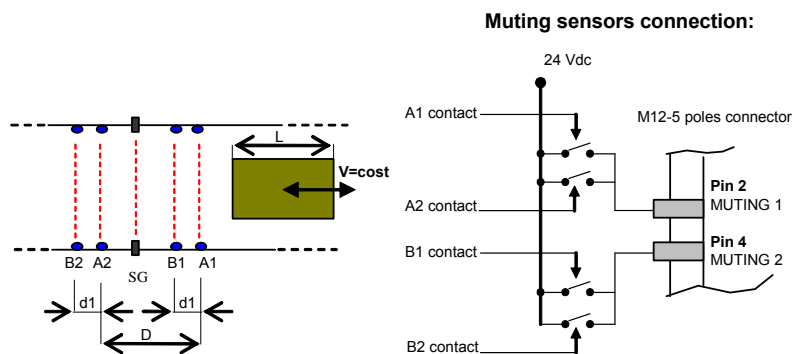 Muting sensors connection:
24 Vdc
A1 contact
M12-5 poles connector
L
V=cost
Pin 2
MUTING 1
A2 contact
Pin 4
MUTING 2
B1 contact
B2 A2 B1 A1
SG
d1 d1
D
B2 contact